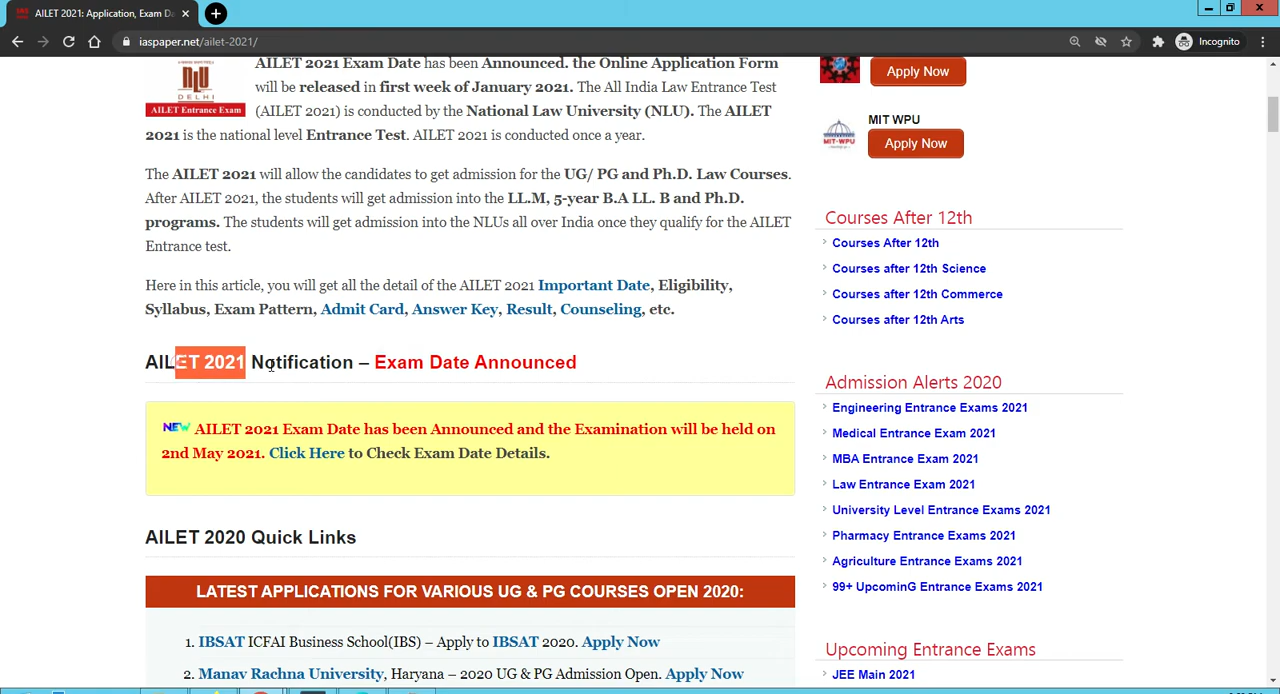 AILET 2021: Application, Exam Da
iaspaper.net/ailet-2021/
Incognito
NLU
DELHI
AILET Entrance Exam
AILET 2021 Exam Date has been Announced. the Online Application Form
will be released in first week of January 2021. The All India Law Entrance Test
(AILET 2021) is conducted by the National Law University (NLU). The AILET
2021 is the national level Entrance Test. AILET 2021 is conducted once a year.
The AILET 2021 will allow the candidates to get admission for the UG/ PG and Ph.D. Law Courses.
After AILET 2021, the students will get admission into the LL.M, 5-year B.A LL. B and Ph.D.
programs. The students will get admission into the NLUs all over India once they qualify for the AILET
Entrance test.
Here in this article, you will get all the detail of the AILET 2021 Important Date, Eligibility,
Syllabus, Exam Pattern, Admit Card, Answer Key, Result, Counseling, etc.
AILET 2021 Notification – Exam Date Announced
NEW AILET 2021 Exam Date has been Announced and the Examination will be held on
2nd May 2021. Click Here to Check Exam Date Details.
AILET 2020 Quick Links
LATEST APPLICATIONS FOR VARIOUS UG & PG COURSES OPEN 2020:
1. IBSAT ICFAI Business School(IBS) – Apply to IBSAT 2020. Apply Now
2. Manav Rachna University, Haryana – 2020 UG & PG Admission Open. Apply Now
Apply Now
MIT-WPU
MIT WPU
Apply Now
Courses After 12th
Courses After 12th
Courses after 12th Science
Courses after 12th Commerce
Courses after 12th Arts
Admission Alerts 2020
Engineering Entrance Exams 2021
Medical Entrance Exam 2021
MBA Entrance Exam 2021
Law Entrance Exam 2021
University Level Entrance Exams 2021
Pharmacy Entrance Exams 2021
Agriculture Entrance Exams 2021
99+ UpcominG Entrance Exams 2021
Upcoming Entrance Exams
JEE Main 2021